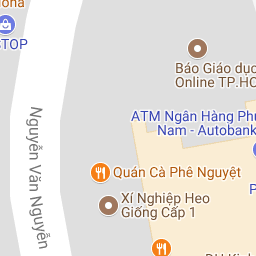 STOP
Báo Giáo dục
Online TP.HC
ATM Ngân Hàng Ph
Nam - Autobank
Nguyễn Văn Nguyễn
Quán Cà Phê Nguyệt
Xí Nghiệp Heo
Giống Cấp 1